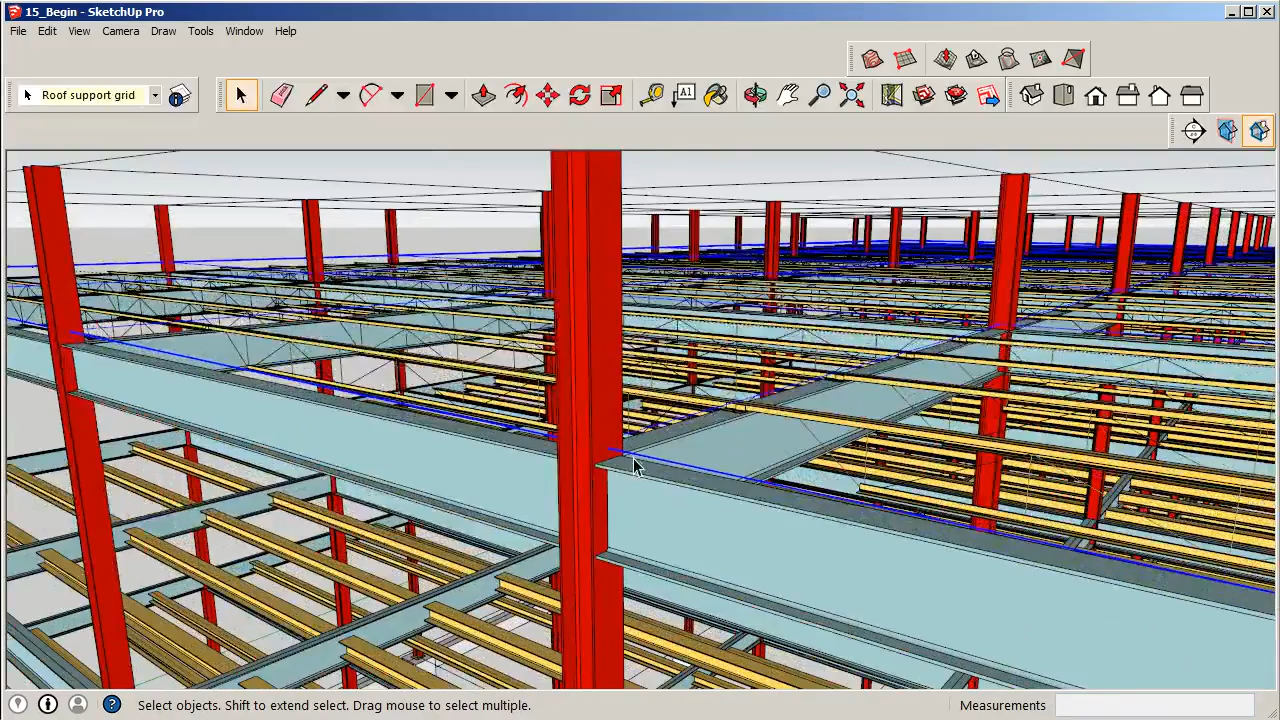 15_Begin - SketchUp Pro
File Edit View Camera Draw Tools Window Help
Roof support grid
A1
Select objects. Shift to extend select. Drag mouse to select multiple.
Measurements